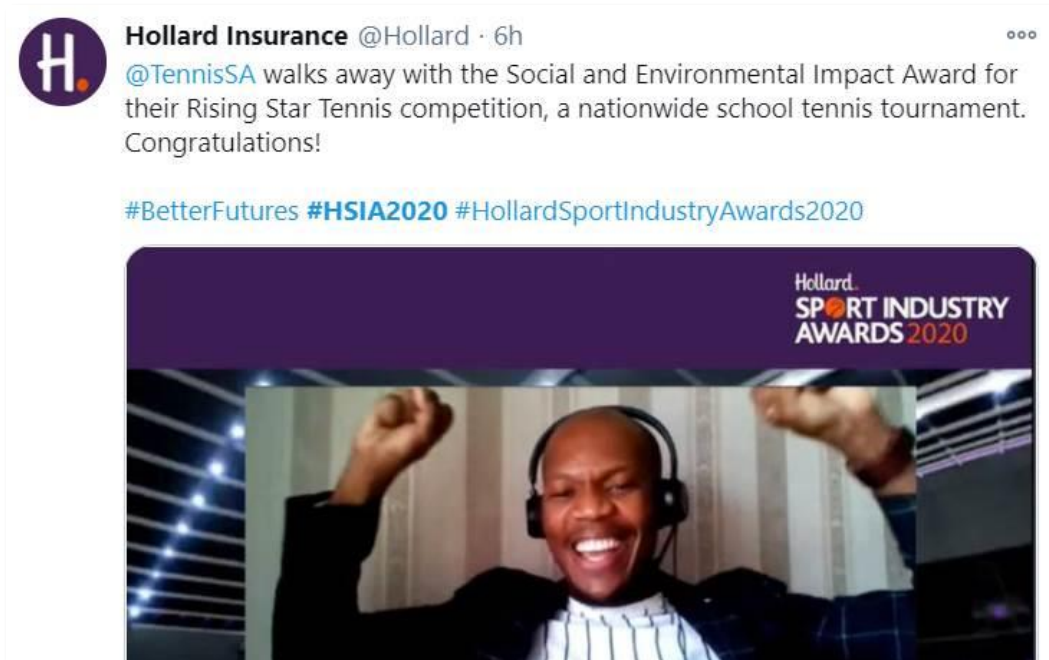 H.
Hollard Insurance @Hollard · 6h
@TennisSA walks away with the Social and Environmental Impact Award for
their Rising Star Tennis competition, a nationwide school tennis tournament.
Congratulations!
#BetterFutures #HSIA2020 #HollardSportIndustryAwards2020
Hollard.
SPORT INDUSTRY
AWARDS 2020